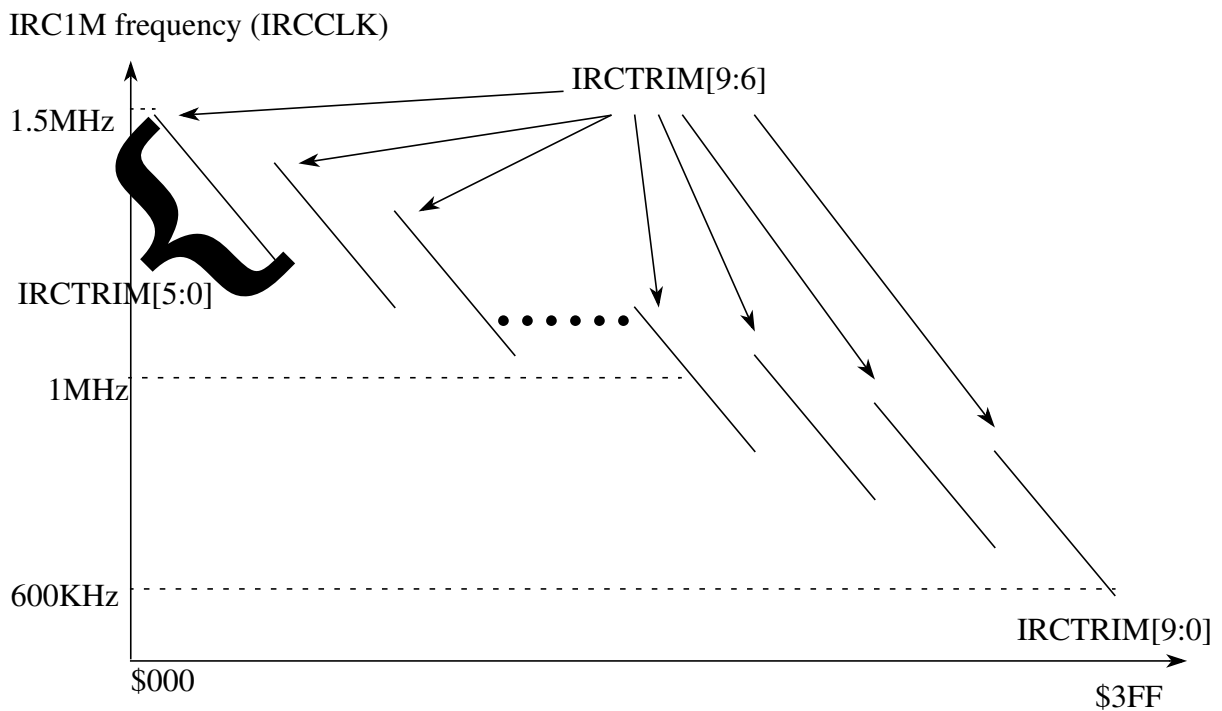 IRC1M frequency (IRCCLK)
IRCTRIM[9:6]
1.5MHz
IRCTRIM[5:0]
1MHz
600KHz
IRCTRIM[9:0]
$000
$3FF